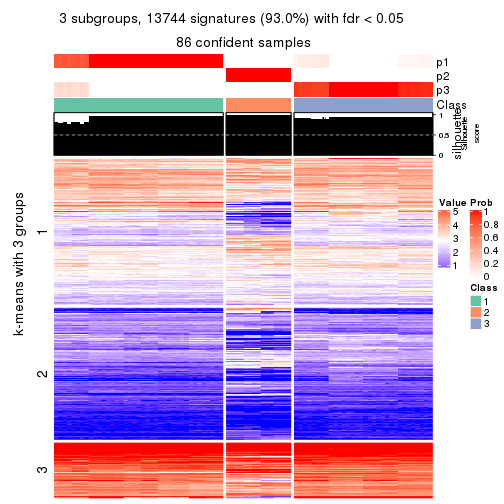 3 subgroups, 13744 signatures (93.0%) with fdr < 0.05
86 confident samples
p1
p2
p3
Class
1
0.5
0
silhouette
Silhouette
score
k-means with 3 groups
1
2
3
Value
5
4
3
2
1
Prob
1
0.8
0.6
0.4
0.2
0
Class
1
2
3